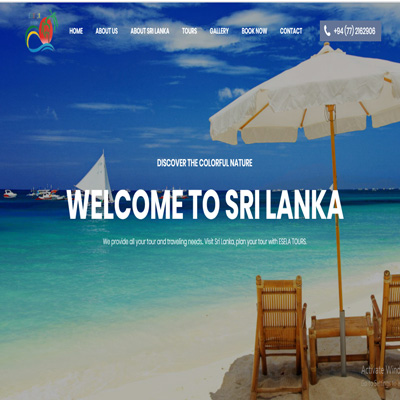 HOME ABOUT US ABOUT SRI LANKA TOURS GALLERY BOOK NOW CONTACT +94 (77) 2162906
DISCOVER THE COLORFUL NATURE
WELCOME TO SRI LANKA
We provide all your tour and traveling needs. Visit Sri Lanka, plan your tour with ESELA TOURS.
Activate Wind